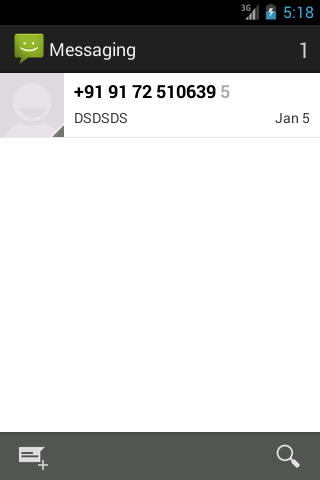 3G 5:18
Messaging 1
+91 91 72 510639 5
DSDSDS Jan 5